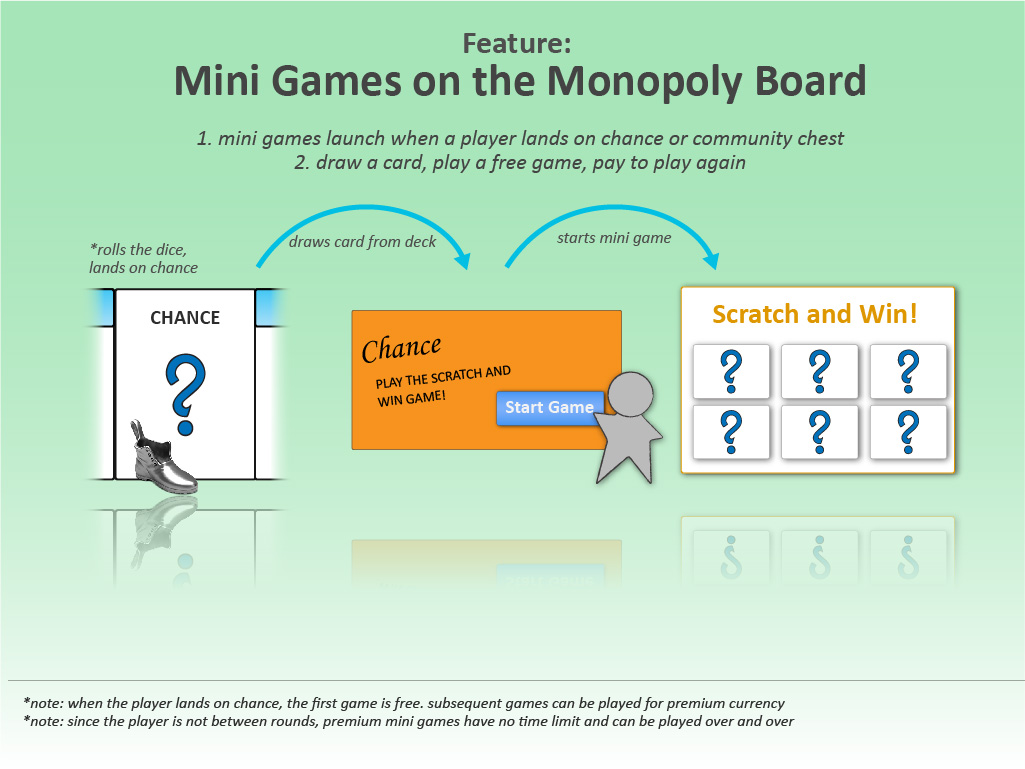 Feature:
Mini Games on the Monopoly Board
1. mini games launch when a player lands on chance or community chest
2. draw a card, play a free game, pay to play again
*rolls the dice,
lands on chance
draws card from deck
starts mini game
CHANCE
?
Chance
PLAY THE SCRATCH AND
WIN GAME!
Start Game
Scratch and Win!
? ? ?
? ? ?
*note: when the player lands on chance, the first game is free. subsequent games can be played for premium currency
*note: since the player is not between rounds, premium mini games have no time limit and can be played over and over